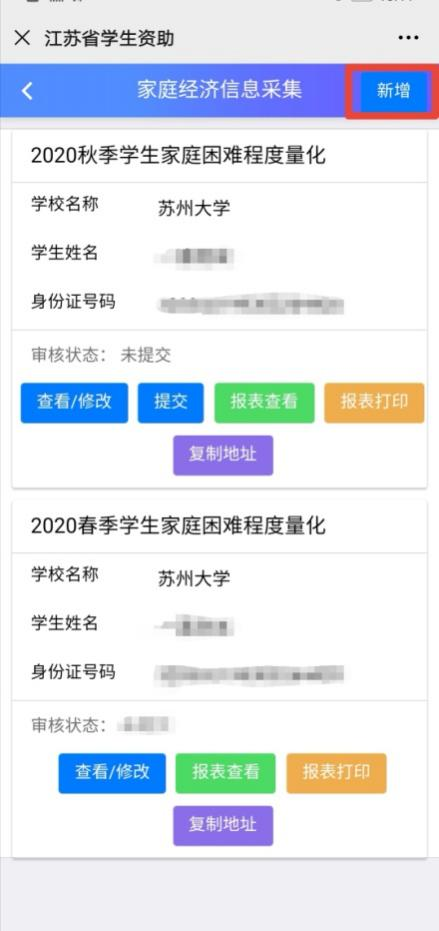 江苏省学生资助
家庭经济信息采集
新增
2020秋季学生家庭困难程度量化
学校名称 苏州大学
学生姓名
身份证号码
审核状态： 未提交
查看/修改 提交 报表查看 报表打印
复制地址
2020春季学生家庭困难程度量化
学校名称 苏州大学
学生姓名
身份证号码
审核状态：
查看/修改 报表查看 报表打印
复制地址